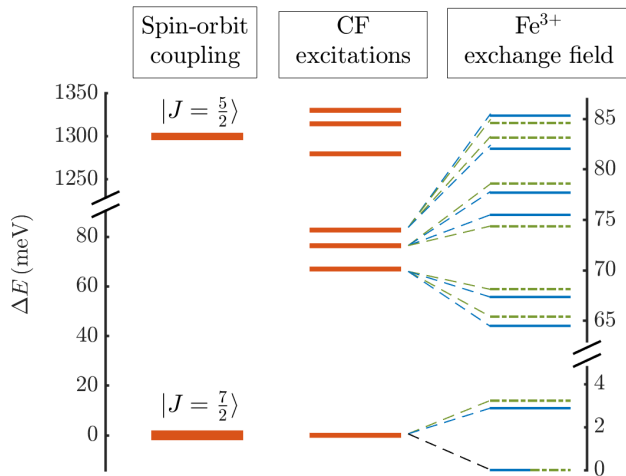 Spin-orbit coupling
CF excitations
Fe³⁺ exchange field
ΔE (meV)
1350
1300
1250
80
60
40
20
0
|J = 5/2⟩
|J = 7/2⟩
85
80
75
70
65
4
2
0